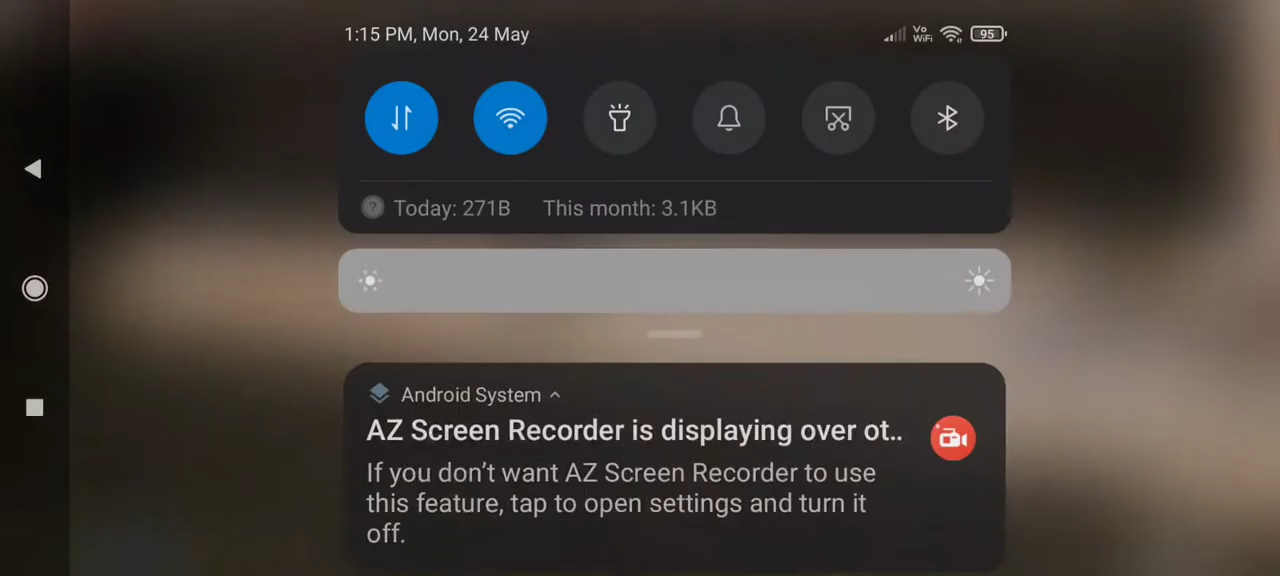 1:15 PM, Mon, 24 May
Vo
WiFi
95
Today: 271B This month: 3.1KB
Android System
AZ Screen Recorder is displaying over ot..
If you don't want AZ Screen Recorder to use
this feature, tap to open settings and turn it
off.